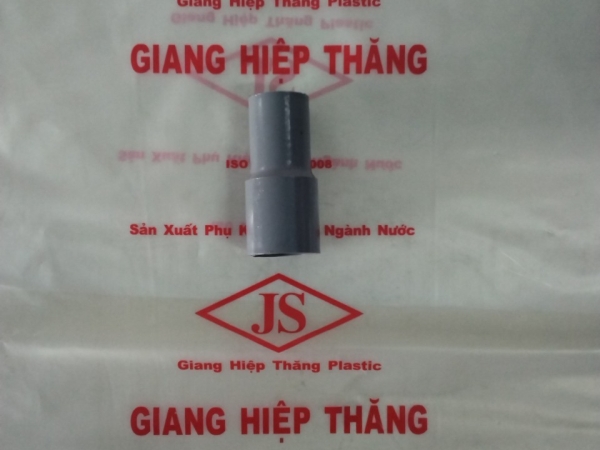 Giang Hiệp Thăng Plastic
GIANG HIỆP THĂNG
ISO 008
Sản Xuất Phụ K Ngành Nước
JS
Giang Hiệp Thăng Plastic
GIANG HIỆP THĂNG